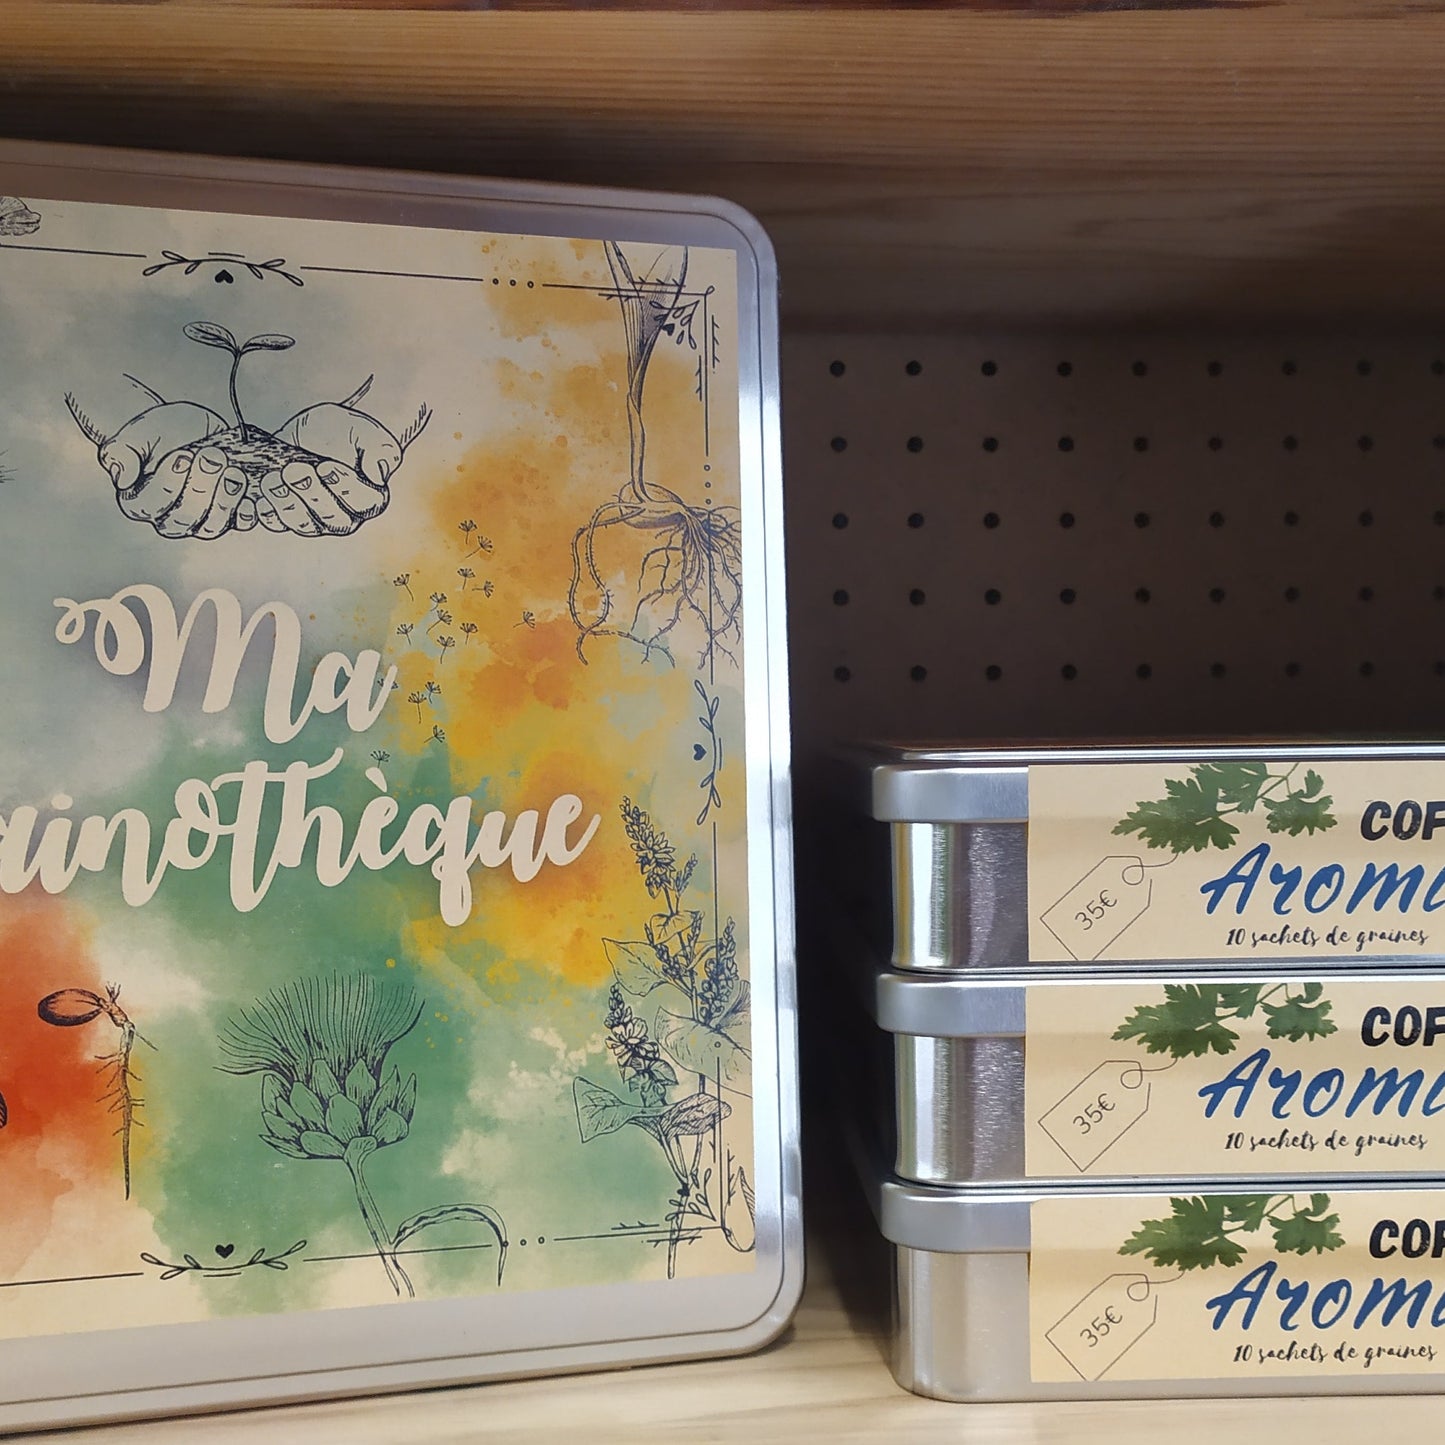 Ma
ainothèque
COF
Aroma
10 sachets de graines
35€
COF
Aroma
10 sachets de graines
35€
COF
Aroma
10 sachets de graines
35€